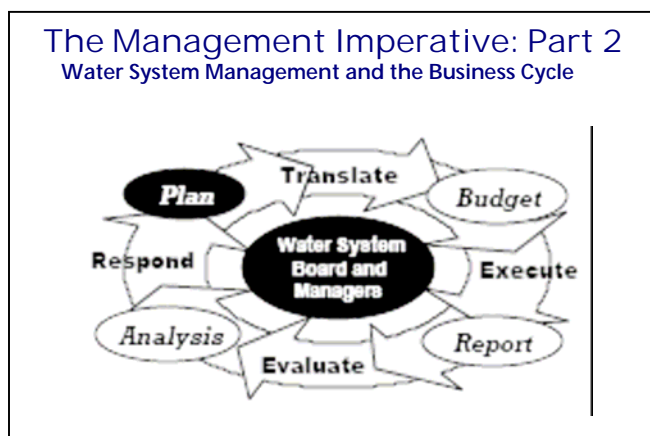 The Management Imperative: Part 2
Water System Management and the Business Cycle
Translate
Plan
Budget
Water System
Board and
Managers
Respond
Execute
Analysis
Report
Evaluate